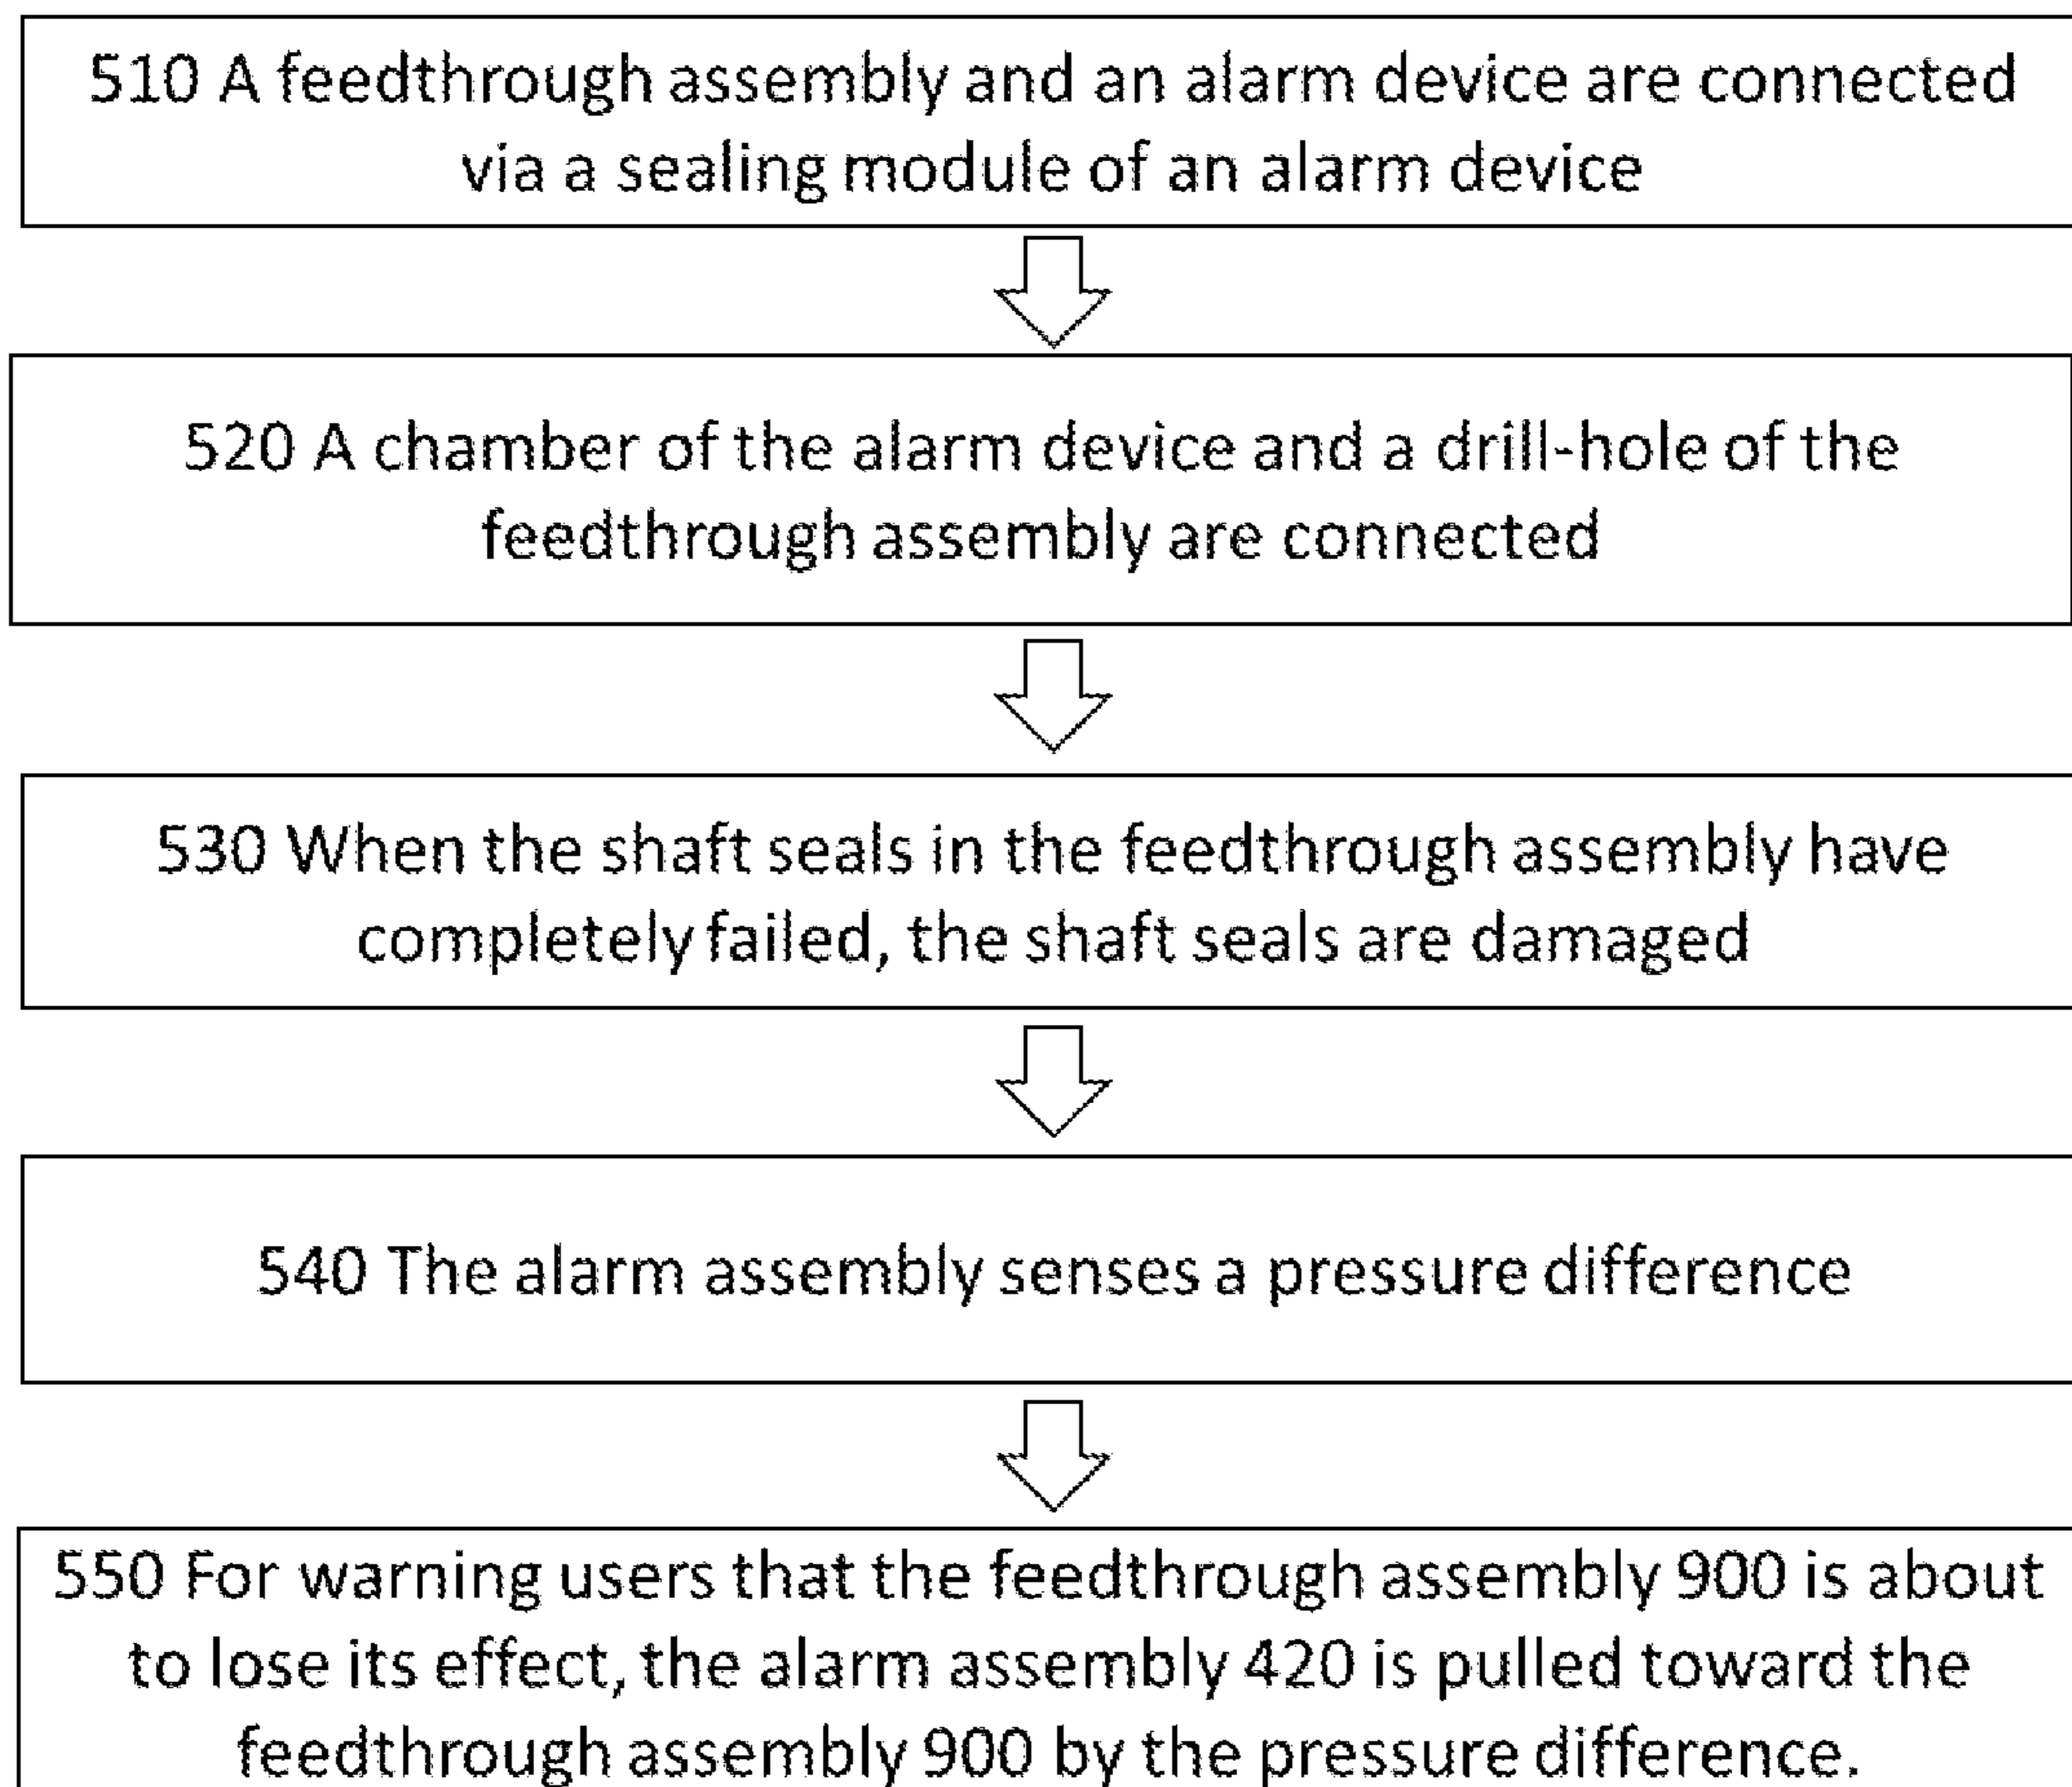 510 A feedthrough assembly and an alarm device are connected
via a sealing module of an alarm device
520 A chamber of the alarm device and a drill-hole of the
feedthrough assembly are connected
530 When the shaft seals in the feedthrough assembly have
completely failed, the shaft seals are damaged
540 The alarm assembly senses a pressure difference
550 For warning users that the feedthrough assembly 900 is about
to lose its effect, the alarm assembly 420 is pulled toward the
feedthrough assembly 900 by the pressure difference.